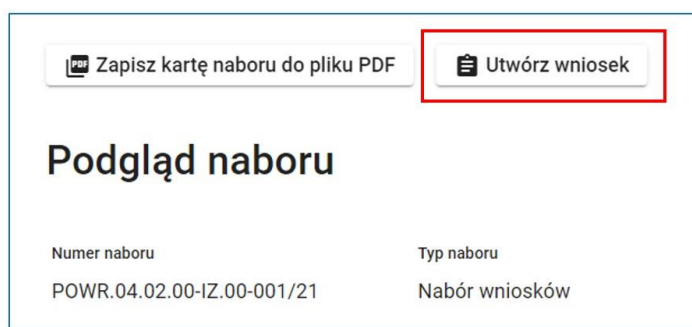 PDF Zapisz kartę naboru do pliku PDF Utwórz wniosek
Podgląd naboru
Numer naboru Typ naboru
POWR.04.02.00-IZ.00-001/21 Nabór wniosków